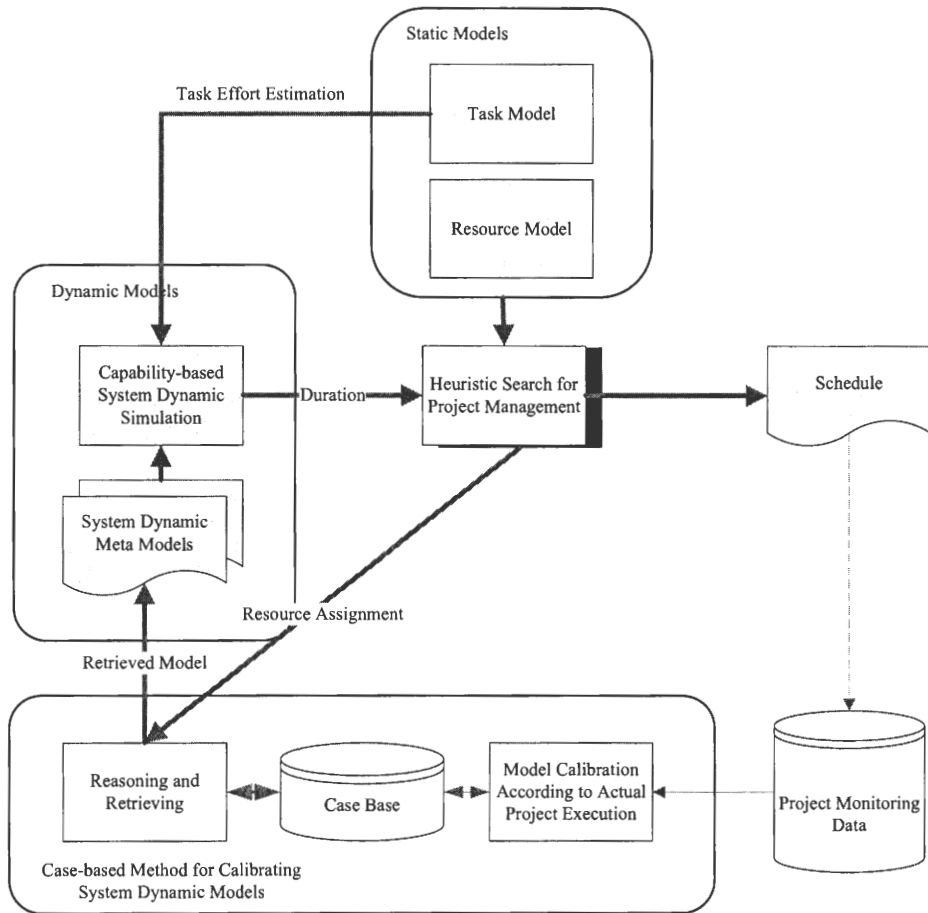 Static Models
Task Effort Estimation
Task Model
Resource Model
Dynamic Models
Capability-based
System Dynamic
Simulation
Duration
Heuristic Search for
Project Management
Schedule
System Dynamic
Meta Models
Resource Assignment
Retrieved Model
Reasoning and
Retrieving
Case Base
Model Calibration
According to Actual
Project Execution
Project Monitoring
Data
Case-based Method for Calibrating
System Dynamic Models